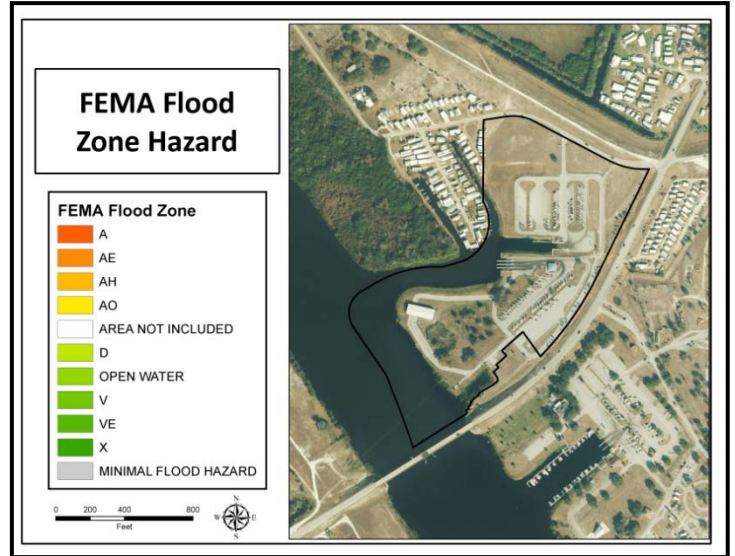 FEMA Flood
Zone Hazard
FEMA Flood Zone
A
AE
AH
AO
AREA NOT INCLUDED
D
OPEN WATER
V
VE
X
MINIMAL FLOOD HAZARD
0 200 400 800
Feet
N
W E
S